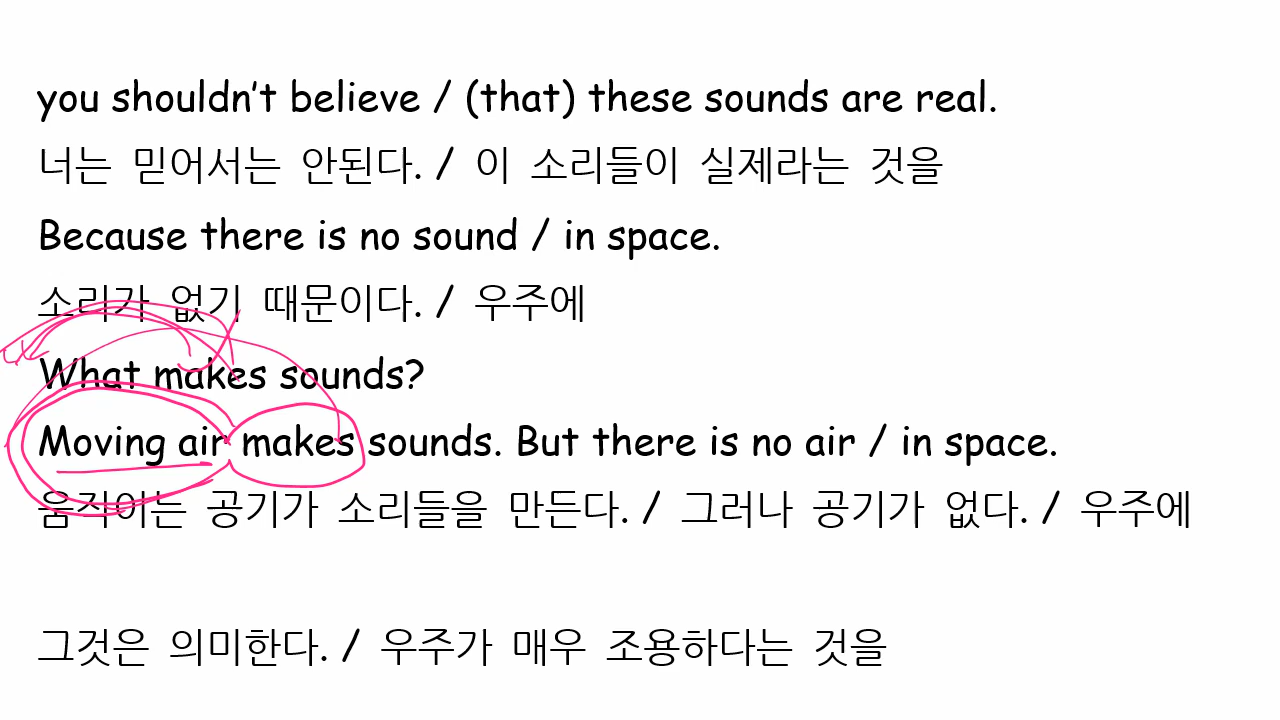 you shouldn't believe / (that) these sounds are real.
너는 믿어서는 안된다. / 이 소리들이 실제라는 것을
Because there is no sound / in space.
소리가 없기 때문이다. / 우주에
What makes sounds?
Moving air makes sounds. But there is no air / in space.
움직이는 공기가 소리들을 만든다. / 그러나 공기가 없다. / 우주에
그것은 의미한다. / 우주가 매우 조용하다는 것을